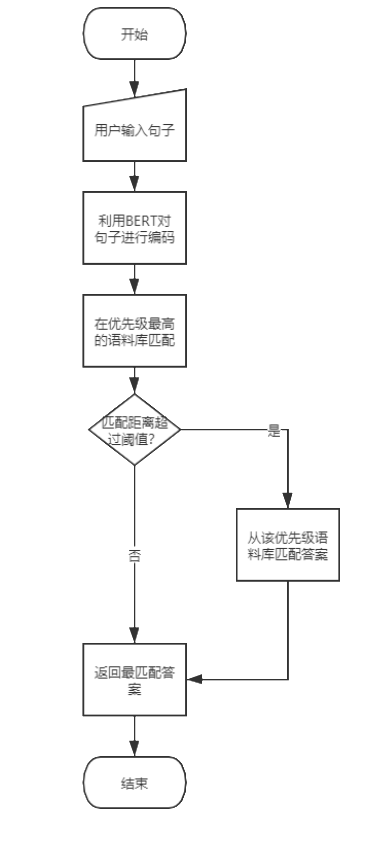 开始
用户输入句子
利用BERT对
句子进行编码
在优先级最高
的语料库匹配
匹配距离超
过阈值?
是
从该优先级语
料库匹配答案
否
返回最匹配答
案
结束